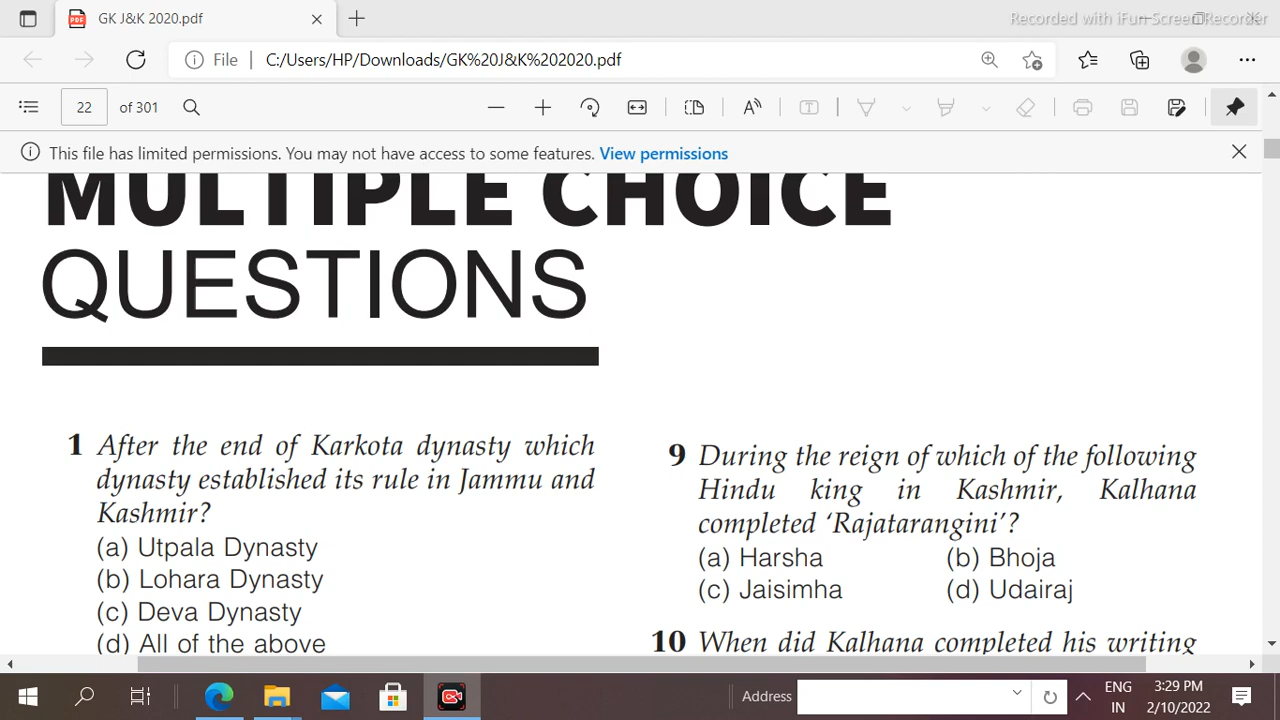 GK J&K 2020.pdf
Recorded with iFun Screen Recorder
File C:/Users/HP/Downloads/GK%20J&K%202020.pdf
22 of 301
This file has limited permissions. You may not have access to some features. View permissions
MULTIPLE CHOICE
QUESTIONS
1 After the end of Karkota dynasty which
dynasty established its rule in Jammu and
Kashmir?
(a) Utpala Dynasty
(b) Lohara Dynasty
(c) Deva Dynasty
(d) All of the above
9 During the reign of which of the following
Hindu king in Kashmir, Kalhana
completed ‘Rajatarangini’?
(a) Harsha (b) Bhoja
(c) Jaisimha (d) Udairaj
10 When did Kalhana completed his writing
Address
ENG
IN
3:29 PM
2/10/2022